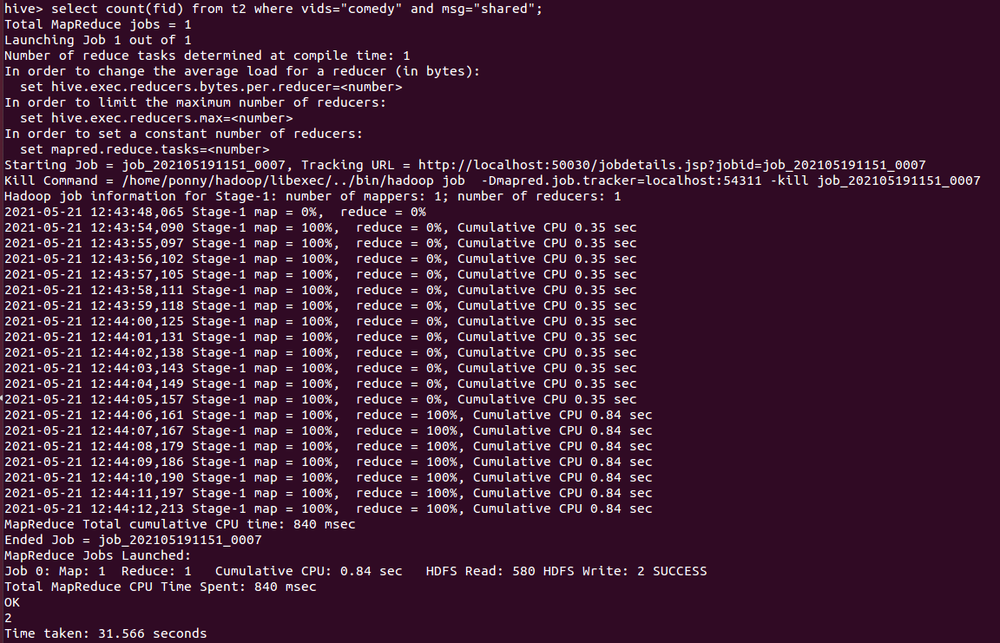 hive> select count(fid) from t2 where vids="comedy" and msg="shared";
Total MapReduce jobs = 1
Launching Job 1 out of 1
Number of reduce tasks determined at compile time: 1
In order to change the average load for a reducer (in bytes):
  set hive.exec.reducers.bytes.per.reducer=<number>
In order to limit the maximum number of reducers:
  set hive.exec.reducers.max=<number>
In order to set a constant number of reducers:
  set mapred.reduce.tasks=<number>
Starting Job = job_202105191151_0007, Tracking URL = http://localhost:50030/jobdetails.jsp?jobid=job_202105191151_0007
Kill Command = /home/ponny/hadoop/libexec/../bin/hadoop job  -Dmapred.job.tracker=localhost:54311 -kill job_202105191151_0007
Hadoop job information for Stage-1: number of mappers: 1; number of reducers: 1
2021-05-21 12:43:48,065 Stage-1 map = 0%,  reduce = 0%
2021-05-21 12:43:54,090 Stage-1 map = 100%,  reduce = 0%, Cumulative CPU 0.35 sec
2021-05-21 12:43:55,097 Stage-1 map = 100%,  reduce = 0%, Cumulative CPU 0.35 sec
2021-05-21 12:43:56,102 Stage-1 map = 100%,  reduce = 0%, Cumulative CPU 0.35 sec
2021-05-21 12:43:57,105 Stage-1 map = 100%,  reduce = 0%, Cumulative CPU 0.35 sec
2021-05-21 12:43:58,111 Stage-1 map = 100%,  reduce = 0%, Cumulative CPU 0.35 sec
2021-05-21 12:43:59,118 Stage-1 map = 100%,  reduce = 0%, Cumulative CPU 0.35 sec
2021-05-21 12:44:00,125 Stage-1 map = 100%,  reduce = 0%, Cumulative CPU 0.35 sec
2021-05-21 12:44:01,131 Stage-1 map = 100%,  reduce = 0%, Cumulative CPU 0.35 sec
2021-05-21 12:44:02,138 Stage-1 map = 100%,  reduce = 0%, Cumulative CPU 0.35 sec
2021-05-21 12:44:03,143 Stage-1 map = 100%,  reduce = 0%, Cumulative CPU 0.35 sec
2021-05-21 12:44:04,149 Stage-1 map = 100%,  reduce = 0%, Cumulative CPU 0.35 sec
2021-05-21 12:44:05,157 Stage-1 map = 100%,  reduce = 0%, Cumulative CPU 0.35 sec
2021-05-21 12:44:06,161 Stage-1 map = 100%,  reduce = 100%, Cumulative CPU 0.84 sec
2021-05-21 12:44:07,167 Stage-1 map = 100%,  reduce = 100%, Cumulative CPU 0.84 sec
2021-05-21 12:44:08,179 Stage-1 map = 100%,  reduce = 100%, Cumulative CPU 0.84 sec
2021-05-21 12:44:09,186 Stage-1 map = 100%,  reduce = 100%, Cumulative CPU 0.84 sec
2021-05-21 12:44:10,190 Stage-1 map = 100%,  reduce = 100%, Cumulative CPU 0.84 sec
2021-05-21 12:44:11,197 Stage-1 map = 100%,  reduce = 100%, Cumulative CPU 0.84 sec
2021-05-21 12:44:12,213 Stage-1 map = 100%,  reduce = 100%, Cumulative CPU 0.84 sec
MapReduce Total cumulative CPU time: 840 msec
Ended Job = job_202105191151_0007
MapReduce Jobs Launched:
Job 0: Map: 1  Reduce: 1   Cumulative CPU: 0.84 sec   HDFS Read: 580 HDFS Write: 2 SUCCESS
Total MapReduce CPU Time Spent: 840 msec
OK
2
Time taken: 31.566 seconds